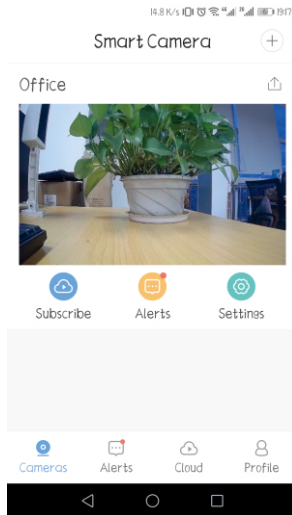 14.8 K/s 19:17
Smart Camera
Office
Subscribe Alerts Settings
Cameras Alerts Cloud Profile